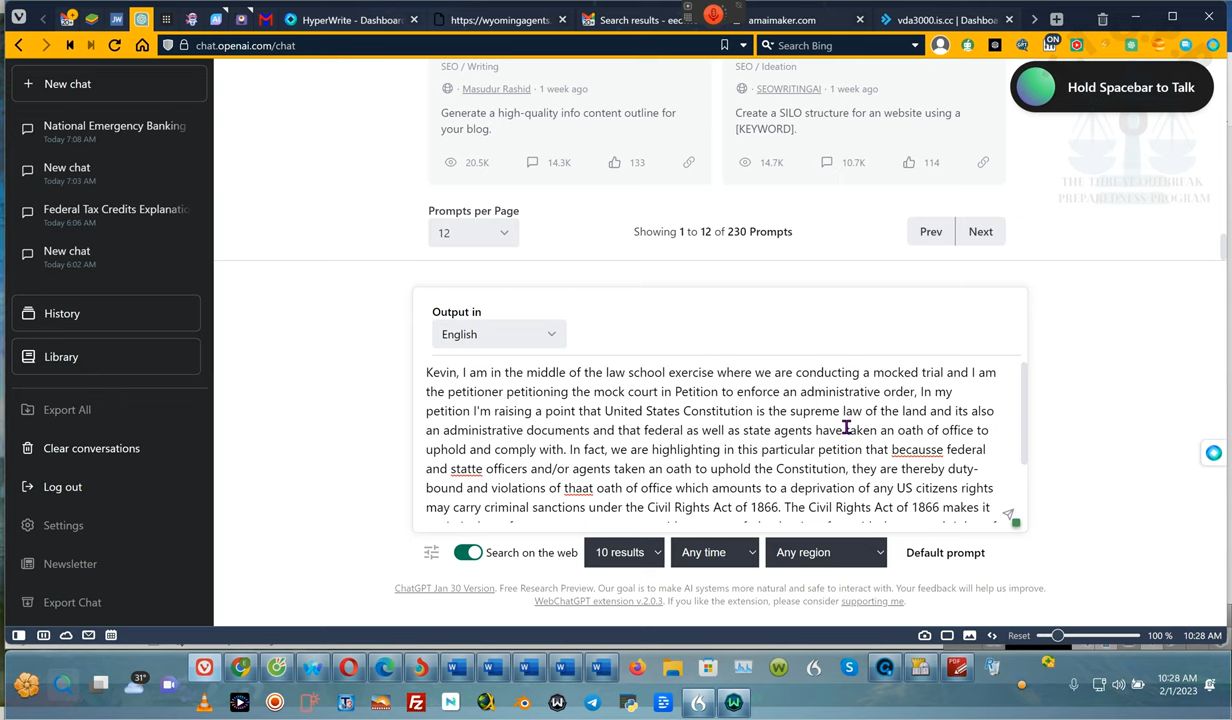 HyperWrite - Dashboar
https://wyomingagents.
Search results - eec
amaimaker.com
vda3000.is.cc | Dashboa
chat.openai.com/chat
Search Bing
ON
New chat
National Emergency Banking
Today 7:08 AM
New chat
Today 7:03 AM
Federal Tax Credits Explanatio
Today 6:06 AM
New chat
Today 6:02 AM
History
Library
Export All
Clear conversations
Log out
Settings
Newsletter
Export Chat
SEO / Writing
Masudur Rashid · 1 week ago
Generate a high-quality info content outline for
your blog.
20.5K 14.3K 133
SEO / Ideation
SEOWRITINGAI · 1 week ago
Create a SILO structure for an website using a
[KEYWORD].
14.7K 10.7K 114
Hold Spacebar to Talk
THE THREAT OUTBREAK
PREPAREDNESS PROGRAM
Prompts per Page
12
Showing 1 to 12 of 230 Prompts
Prev Next
Output in
English
Kevin, I am in the middle of the law school exercise where we are conducting a mocked trial and I am
the petitioner petitioning the mock court in Petition to enforce an administrative order, In my
petition I'm raising a point that United States Constitution is the supreme law of the land and its also
an administrative documents and that federal as well as state agents have taken an oath of office to
uphold and comply with. In fact, we are highlighting in this particular petition that becausse federal
and statte officers and/or agents taken an oath to uphold the Constitution, they are thereby duty-
bound and violations of thaat oath of office which amounts to a deprivation of any US citizens rights
may carry criminal sanctions under the Civil Rights Act of 1866. The Civil Rights Act of 1866 makes it
Search on the web
10 results
Any time
Any region
Default prompt
ChatGPT Jan 30 Version. Free Research Preview. Our goal is to make AI systems more natural and safe to interact with. Your feedback will help us improve.
WebChatGPT extension v.2.0.3. If you like the extension, please consider supporting me.
Reset
100 %
10:28 AM
31°
10:28 AM
2/1/2023